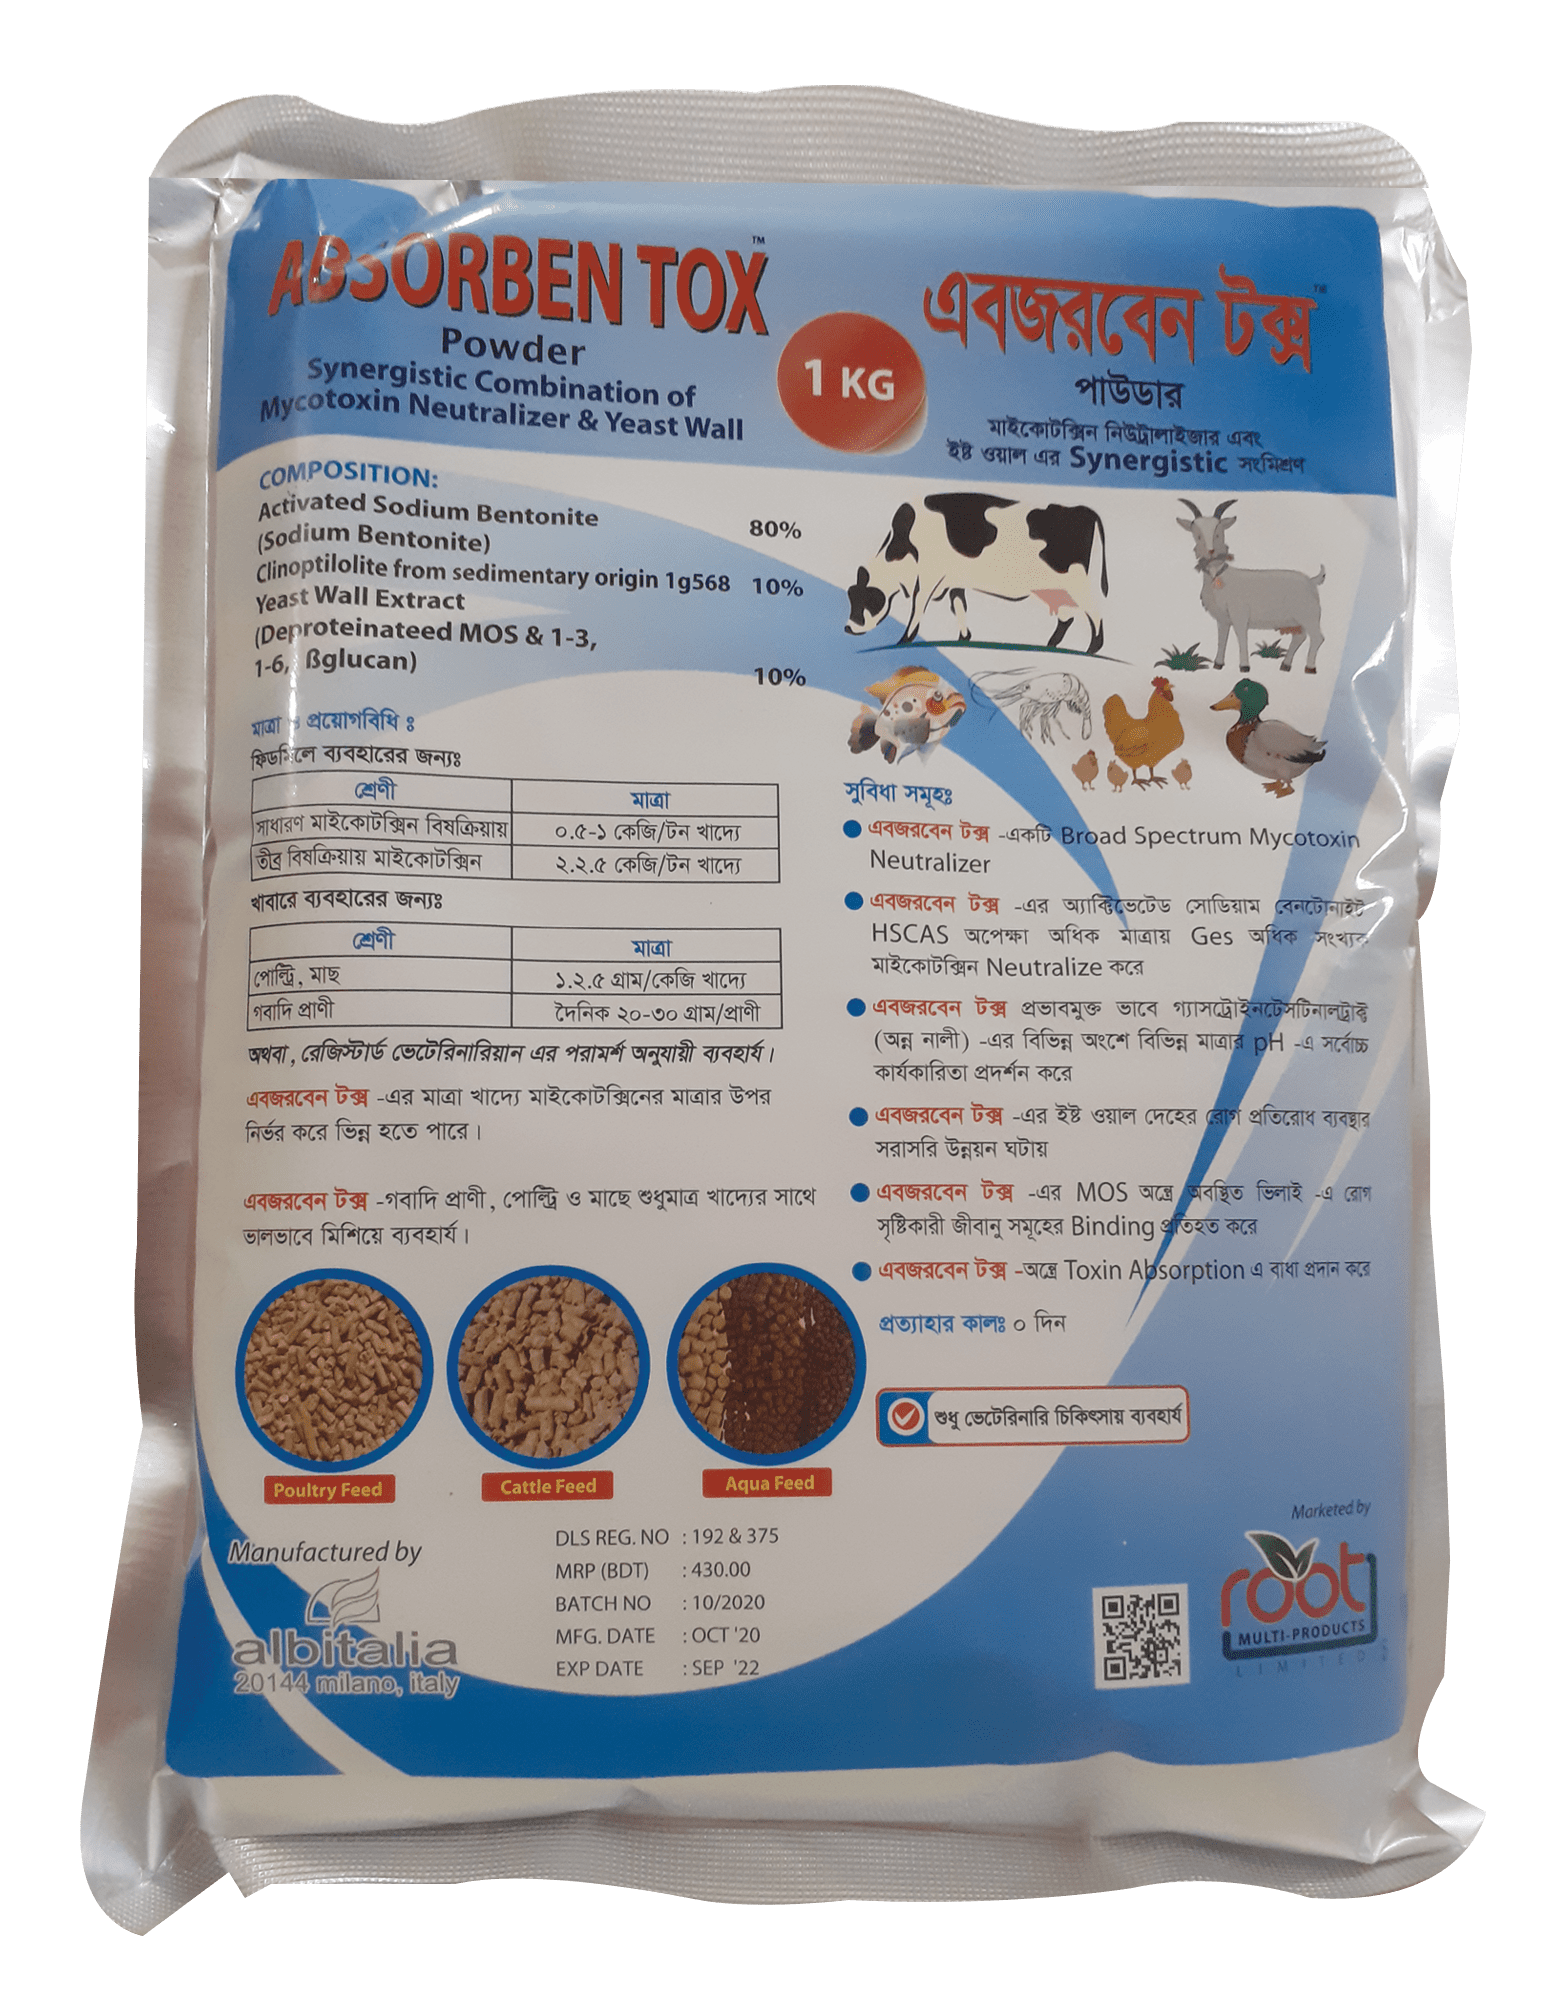 ABSORBEN TOX™
Powder
Synergistic Combination of
Mycotoxin Neutralizer & Yeast Wall
1 KG
এবজরবেন টক্স™
পাউডার
মাইকোটক্সিন নিউট্রালাইজার এবং
ইষ্ট ওয়াল এর Synergistic সংমিশ্রণ
COMPOSITION:
Activated Sodium Bentonite
(Sodium Bentonite) 80%
Clinoptilolite from sedimentary origin 1g568 10%
Yeast Wall Extract
(Deproteinateed MOS & 1-3,
1-6, ßglucan) 10%
মাত্রা ও প্রয়োগবিধি ঃ
ফিডমিলে ব্যবহারের জন্যঃ
শ্রেণী মাত্রা
সাধারণ মাইকোটক্সিন বিষক্রিয়ায় ০.৫-১ কেজি/টন খাদ্যে
তীব্র বিষক্রিয়ায় মাইকোটক্সিন ২.২.৫ কেজি/টন খাদ্যে
খাবারে ব্যবহারের জন্যঃ
শ্রেণী মাত্রা
পোল্ট্রি, মাছ ১.২.৫ গ্রাম/কেজি খাদ্যে
গবাদি প্রাণী দৈনিক ২০-৩০ গ্রাম/প্রাণী
অথবা, রেজিস্টার্ড ভেটেরিনারিয়ান এর পরামর্শ অনুযায়ী ব্যবহার্য।
এবজরবেন টক্স -এর মাত্রা খাদ্যে মাইকোটক্সিনের মাত্রার উপর
নির্ভর করে ভিন্ন হতে পারে।
এবজরবেন টক্স -গবাদি প্রাণী, পোল্ট্রি ও মাছে শুধুমাত্র খাদ্যের সাথে
ভালভাবে মিশিয়ে ব্যবহার্য।
সুবিধা সমূহঃ
এবজরবেন টক্স -একটি Broad Spectrum Mycotoxin
Neutralizer
এবজরবেন টক্স -এর অ্যাক্টিভেটেড সোডিয়াম বেনটোনাইট
HSCAS অপেক্ষা অধিক মাত্রায় Ges অধিক সংখ্যক
মাইকোটক্সিন Neutralize করে
এবজরবেন টক্স প্রভাবমুক্ত ভাবে গ্যাসট্রোইনটেসটিনালট্রাক্ট
(অন্ন নালী) -এর বিভিন্ন অংশে বিভিন্ন মাত্রার pH -এ সর্বোচ্চ
কার্যকারিতা প্রদর্শন করে
এবজরবেন টক্স -এর ইষ্ট ওয়াল দেহের রোগ প্রতিরোধ ব্যবস্থার
সরাসরি উন্নয়ন ঘটায়
এবজরবেন টক্স -এর MOS অন্ত্রে অবস্থিত ভিলাই -এ রোগ
সৃষ্টিকারী জীবানু সমূহের Binding প্রতিহত করে
এবজরবেন টক্স -অন্ত্রে Toxin Absorption এ বাধা প্রদান করে
প্রত্যাহার কালঃ ০ দিন
শুধু ভেটেরিনারি চিকিৎসায় ব্যবহার্য
Poultry Feed
Cattle Feed
Aqua Feed
Manufactured by
albitalia
20144 milano, italy
DLS REG. NO : 192 & 375
MRP (BDT) : 430.00
BATCH NO : 10/2020
MFG. DATE : OCT '20
EXP DATE : SEP '22
Marketed by
root
MULTI-PRODUCTS
LIMITED